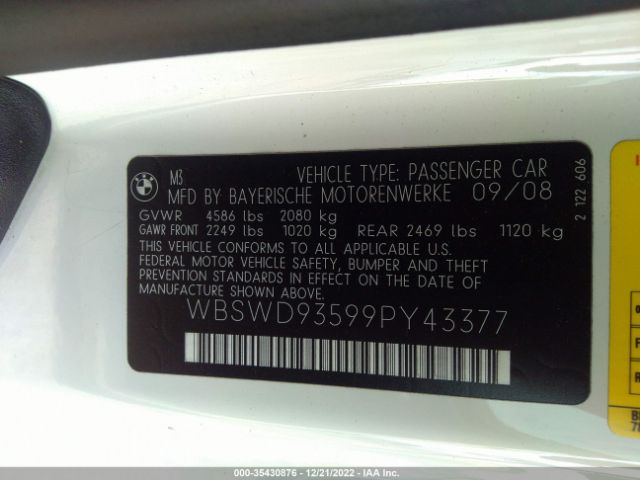 BMW
M3 VEHICLE TYPE: PASSENGER CAR
MFD BY BAYERISCHE MOTORENWERKE 09/08
GVWR 4586 lbs 2080 kg
GAWR FRONT 2249 lbs 1020 kg REAR 2469 lbs 1120 kg
THIS VEHICLE CONFORMS TO ALL APPLICABLE U.S.
FEDERAL MOTOR VEHICLE SAFETY, BUMPER AND THEFT
PREVENTION STANDARDS IN EFFECT ON THE DATE OF
MANUFACTURE SHOWN ABOVE.
WBSWD93599PY43377
2 122 606
000-35430876 - 12/21/2022 - IAAI.COM